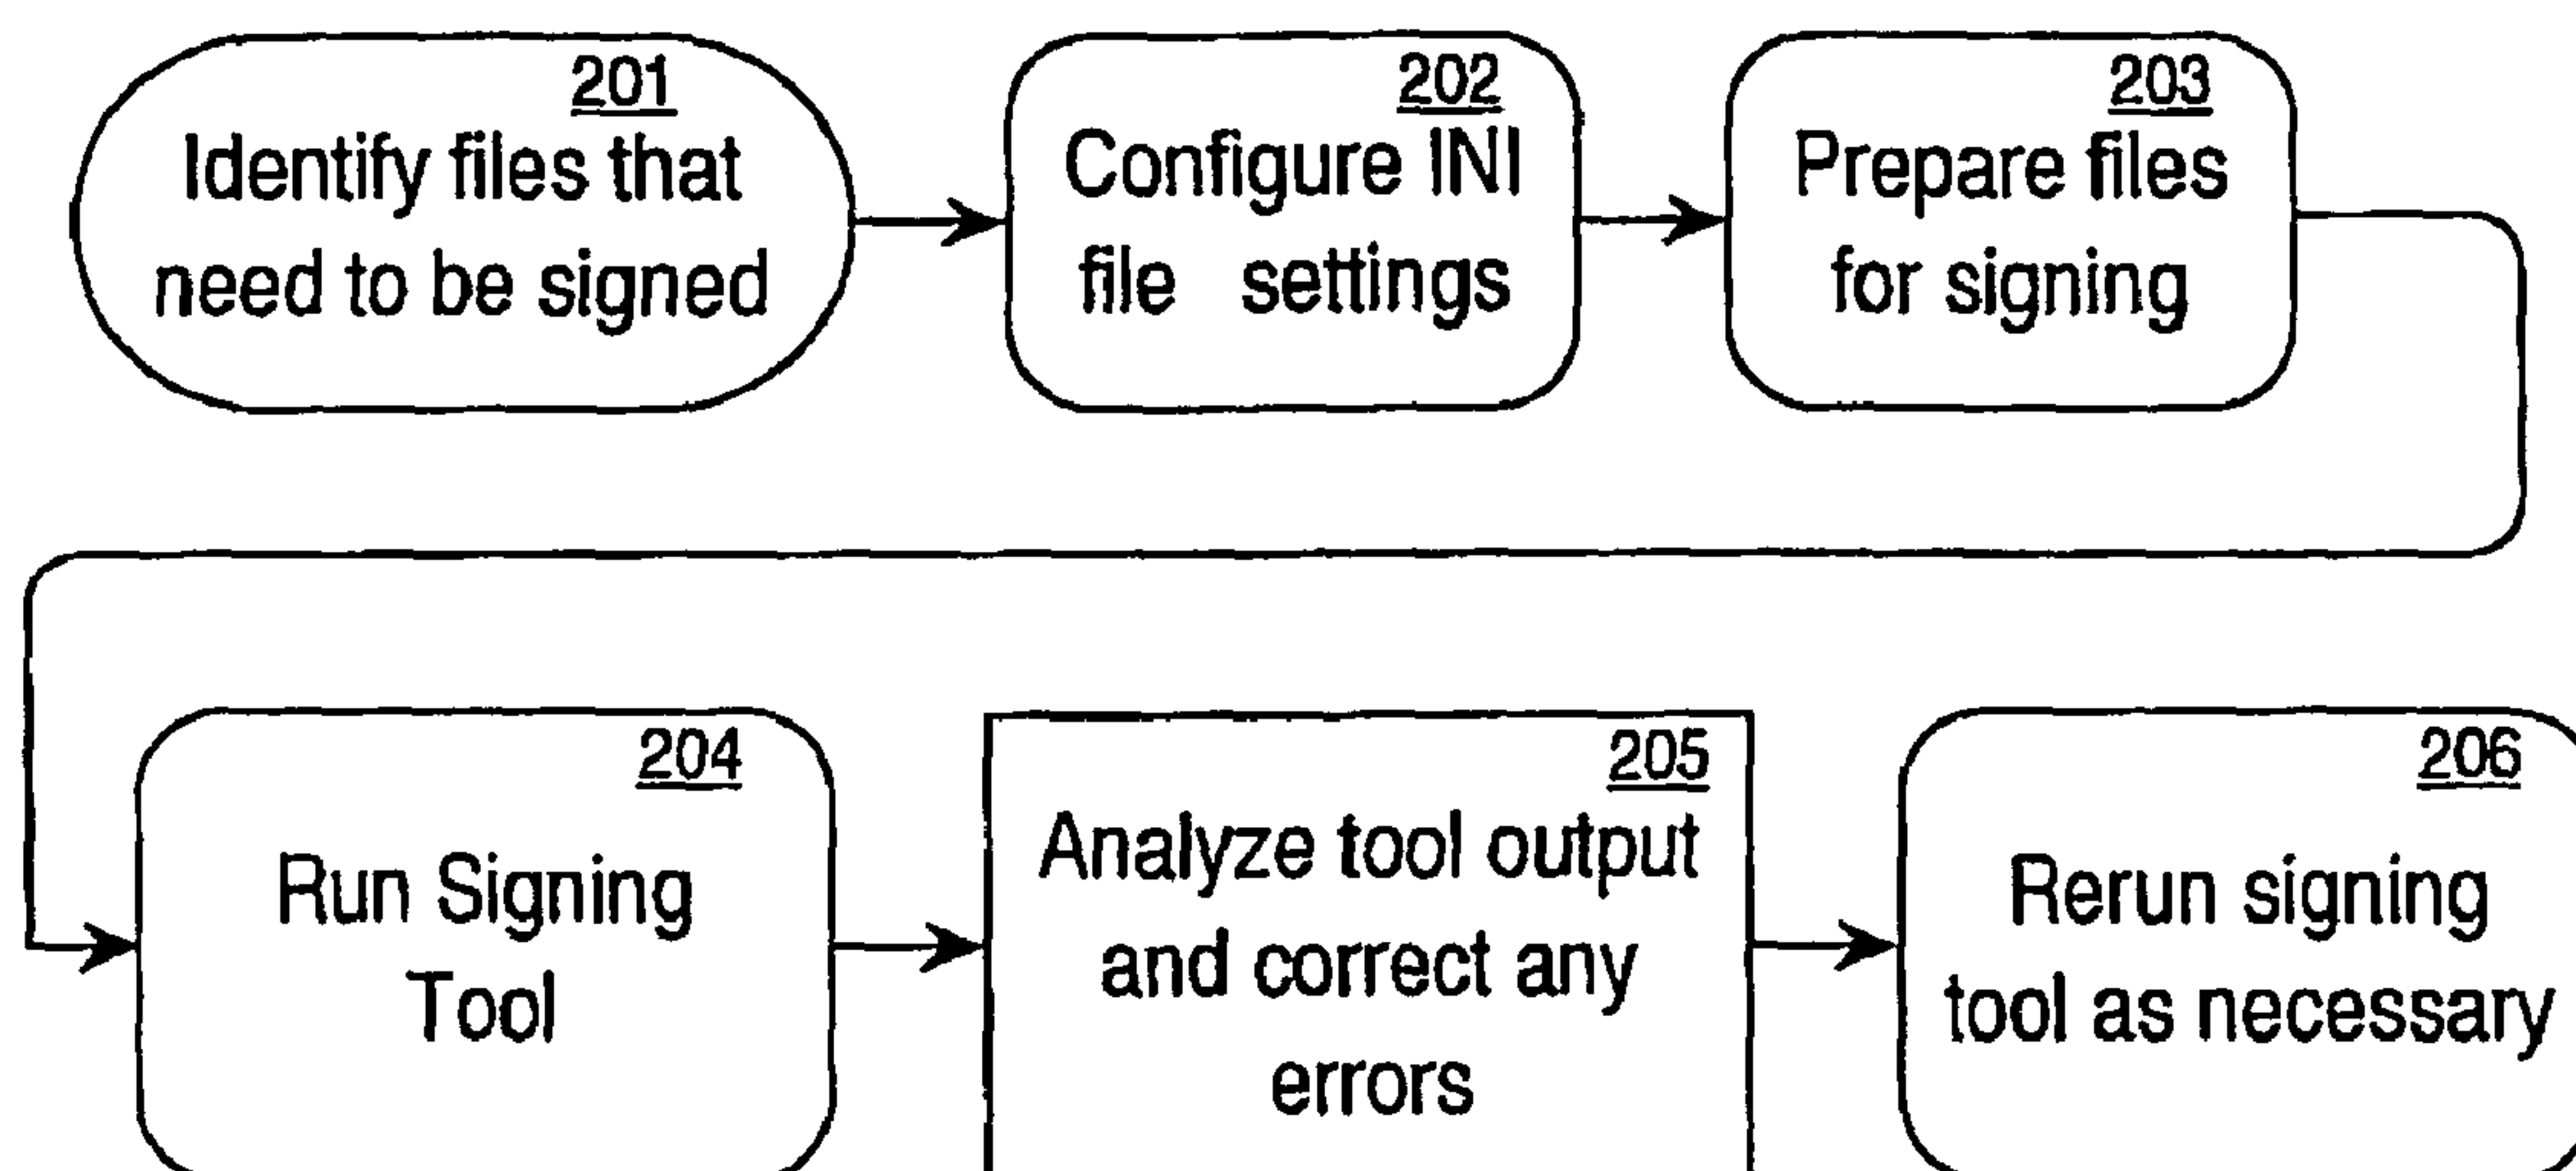 201
Identify files that
need to be signed
202
Configure INI
file settings
203
Prepare files
for signing
204
Run Signing
Tool
205
Analyze tool output
and correct any
errors
206
Rerun signing
tool as necessary